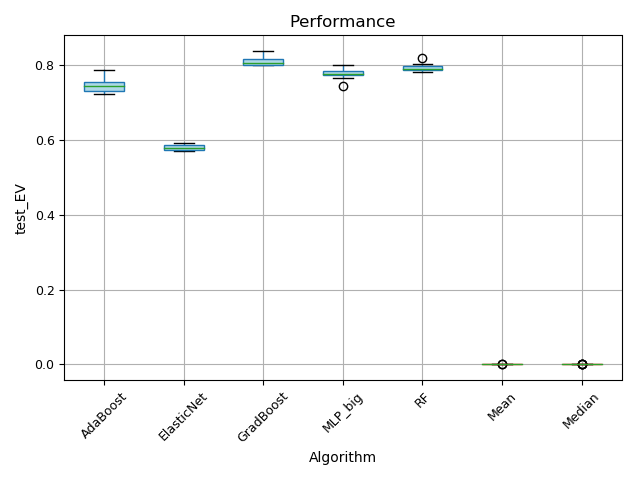 Performance
test_EV
0.8
0.6
0.4
0.2
0.0
AdaBoost
ElasticNet
GradBoost
MLP_big
RF
Mean
Median
Algorithm